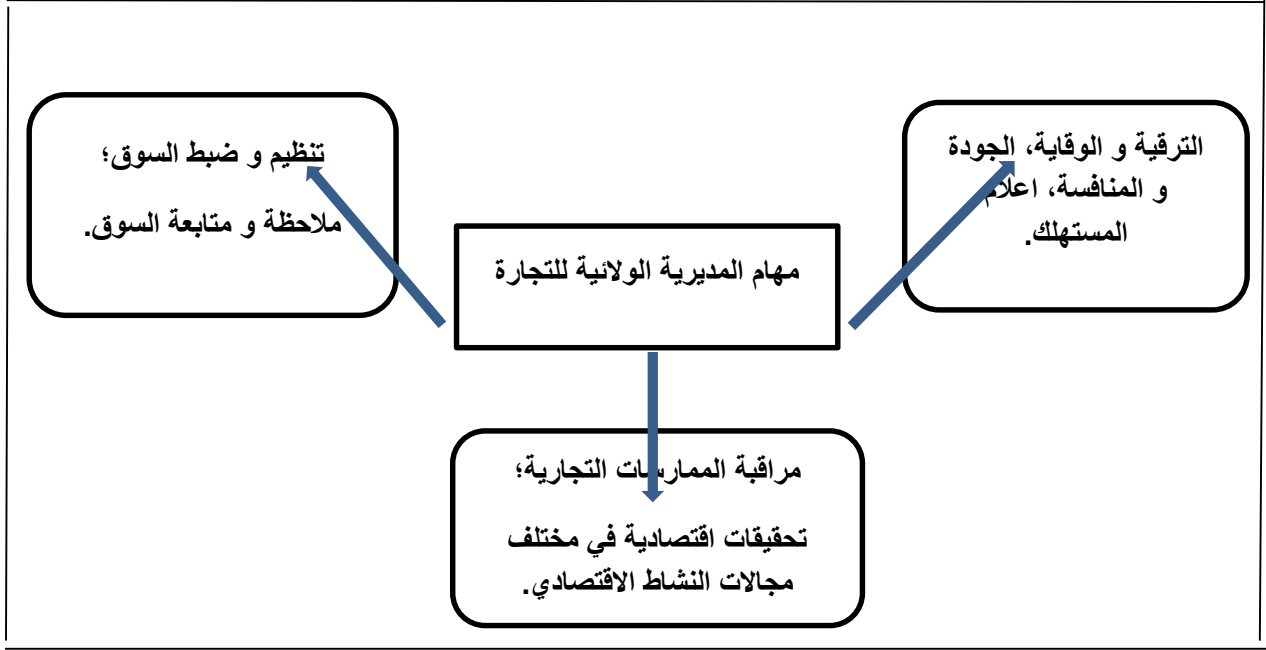 الترقية و الوقاية، الجودة
و المنافسة، اعلام
المستهلك.
تنظيم و ضبط السوق؛
ملاحظة و متابعة السوق.
مهام المديرية الولائية للتجارة
مراقبة الممارسات التجارية؛
تحقيقات اقتصادية في مختلف
مجالات النشاط الاقتصادي.